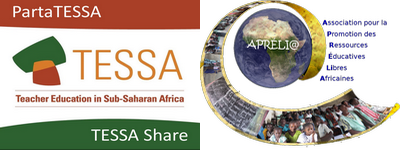 PartaTESSA
TESSA
Teacher Education in Sub-Saharan Africa
TESSA Share
APRELI@
Association pour la
Promotion des
Ressources
Éducatives
Libres
Africaines